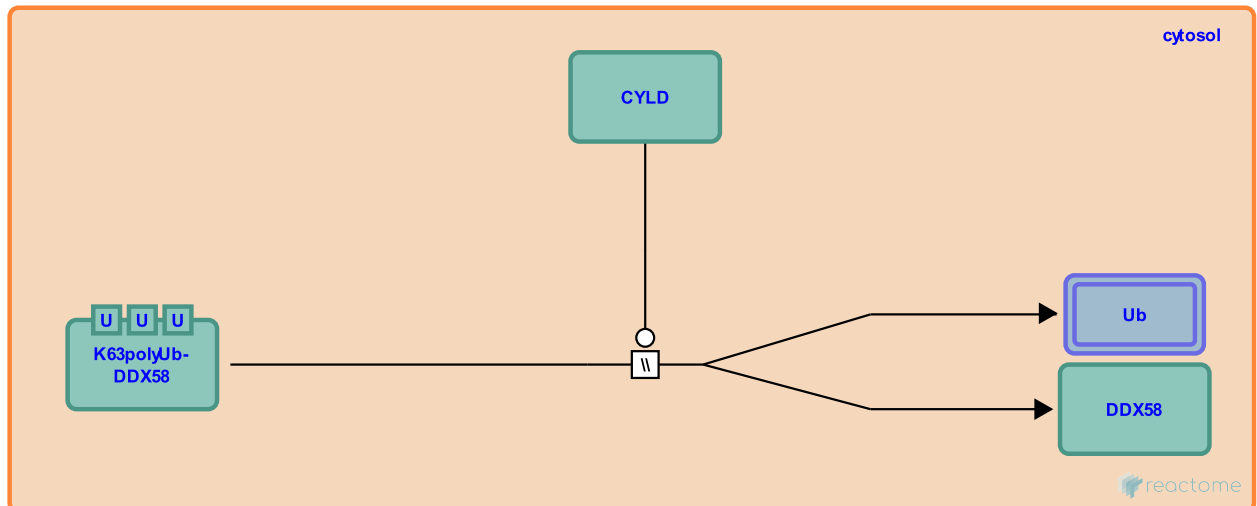 cytosol
CYLD
U U U
K63polyUb-
DDX58
\\
Ub
DDX58
reactome